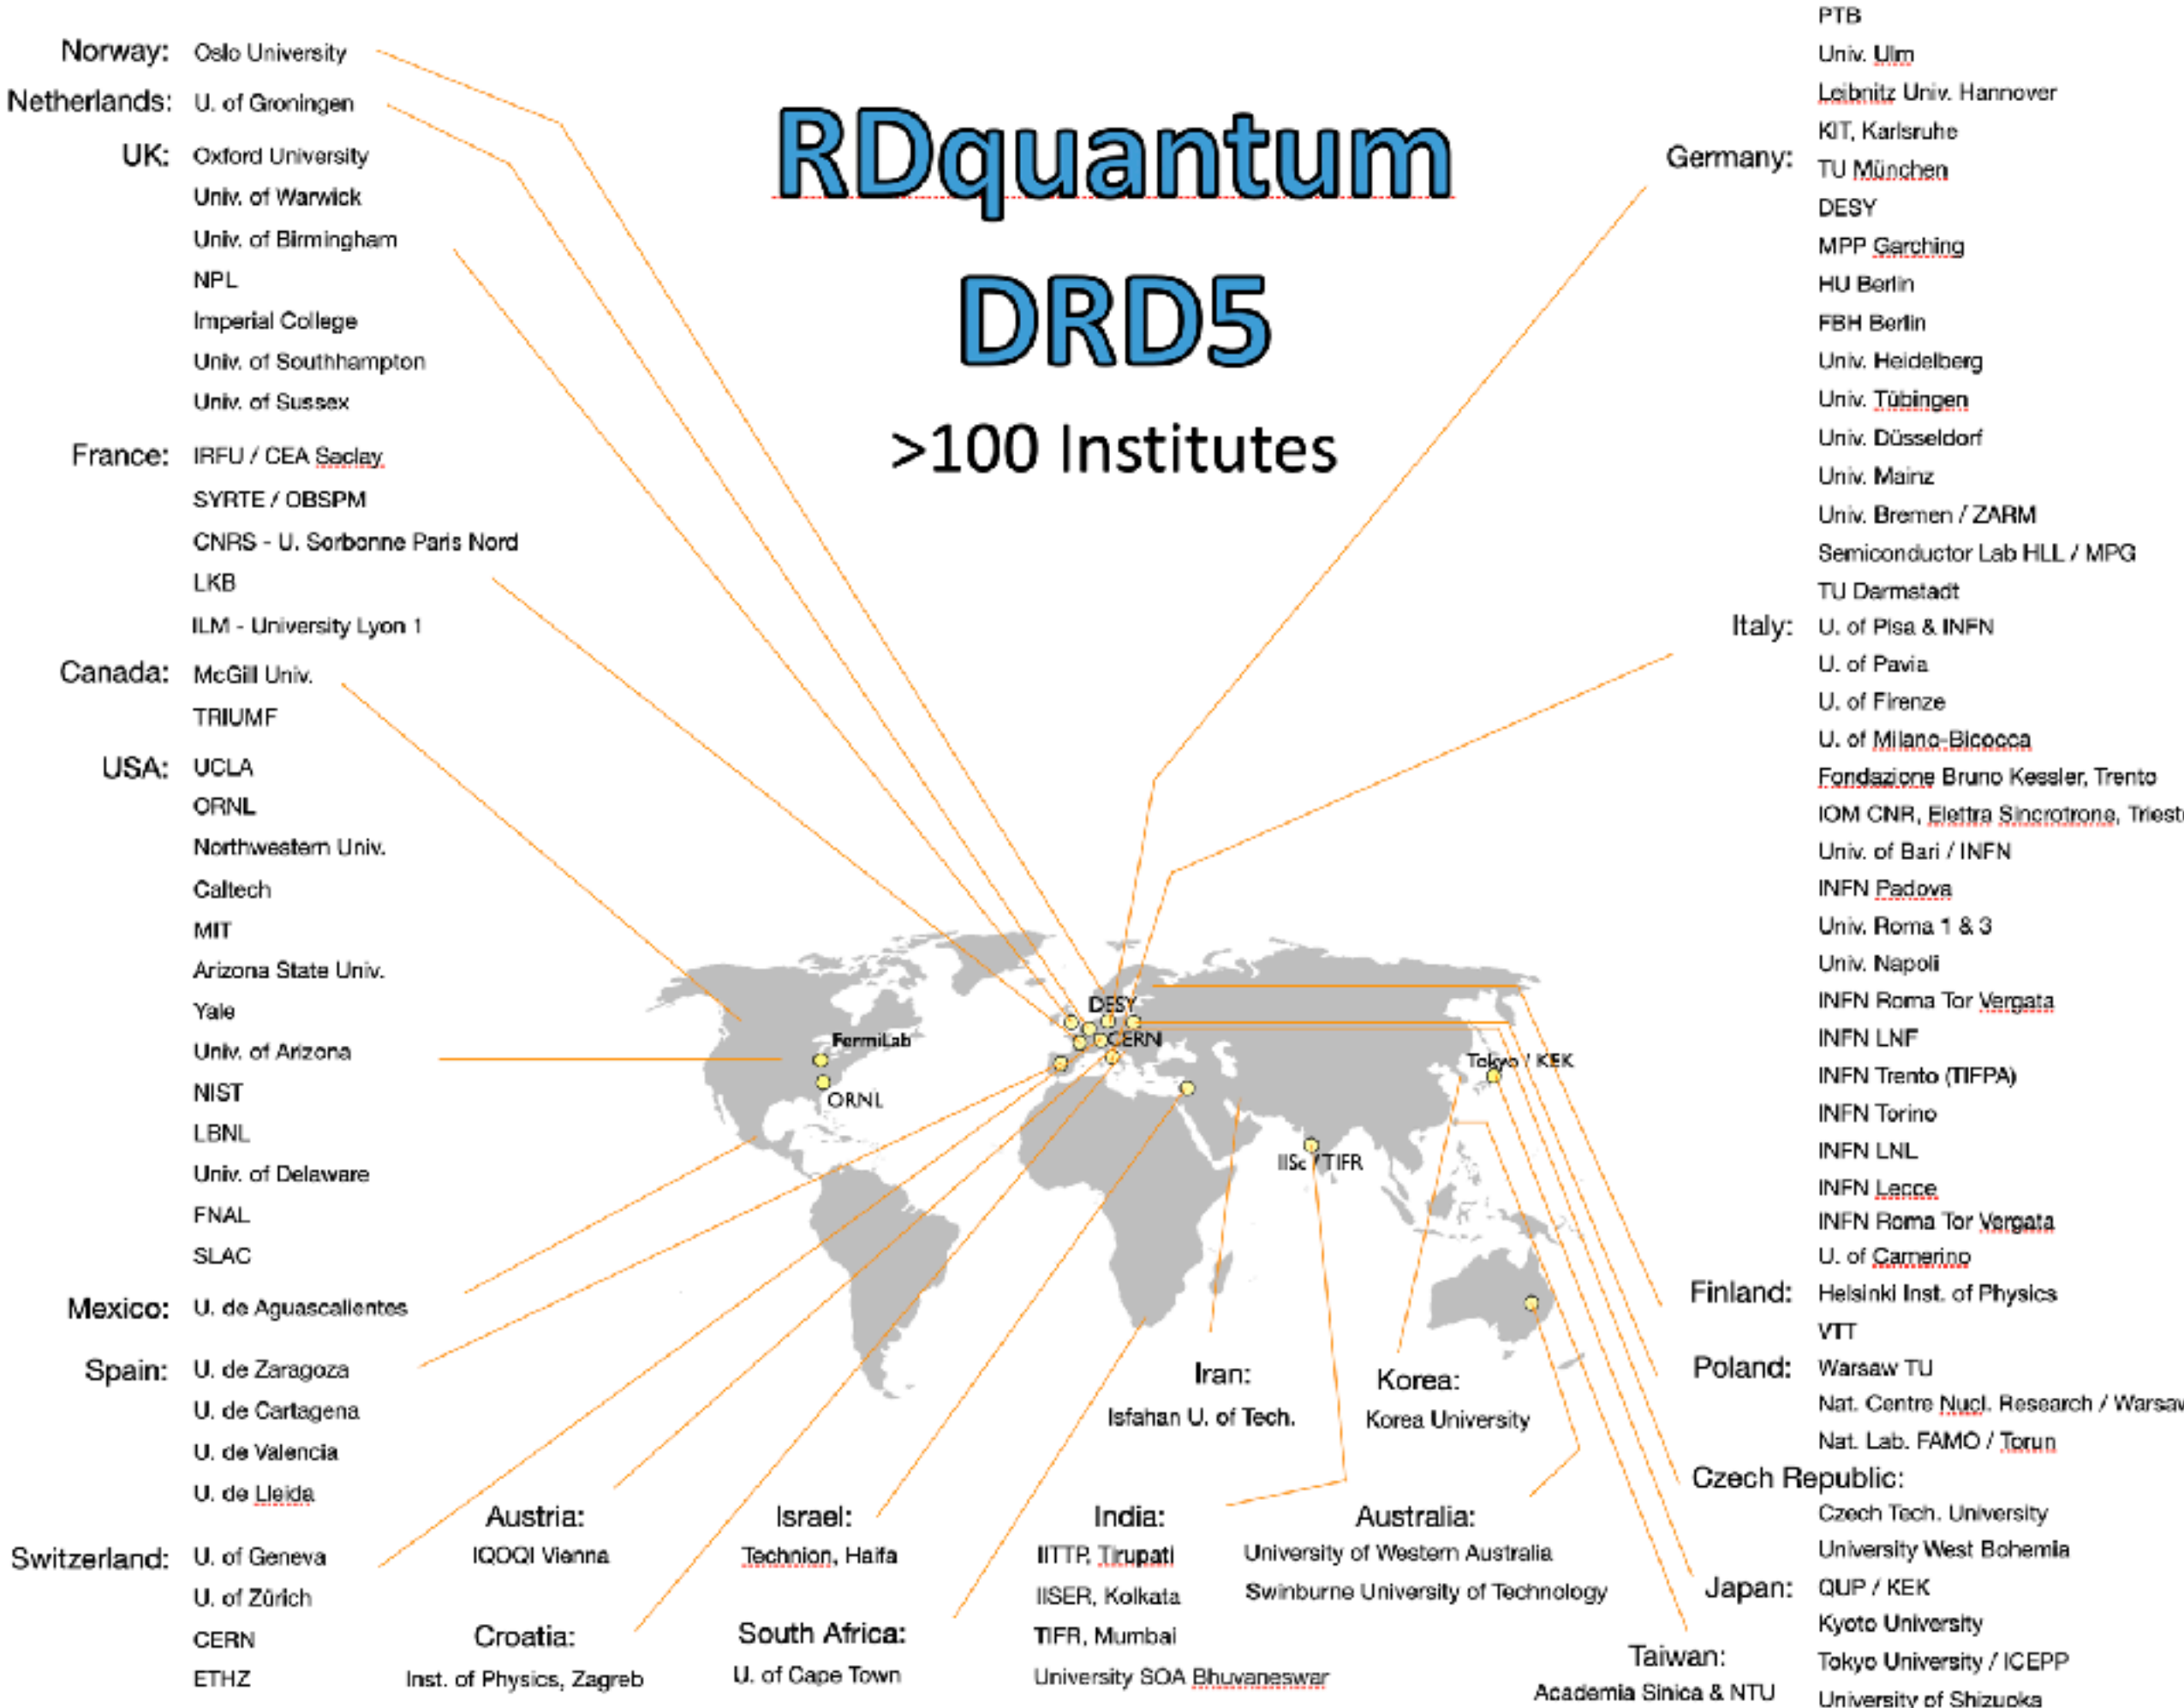 RDquantum
DRD5
>100 Institutes
Norway: Oslo University
Netherlands: U. of Groningen
UK: Oxford University
Univ. of Warwick
Univ. of Birmingham
NPL
Imperial College
Univ. of Southhampton
Univ. of Sussex
France: IRFU / CEA Saclay
SYRTE / OBSPM
CNRS - U. Sorbonne Paris Nord
LKB
ILM - University Lyon 1
Canada: McGill Univ.
TRIUMF
USA: UCLA
ORNL
Northwestern Univ.
Caltech
MIT
Arizona State Univ.
Yale
Univ. of Arizona
NIST
LBNL
Univ. of Delaware
FNAL
SLAC
Mexico: U. de Aguascalientes
Spain: U. de Zaragoza
U. de Cartagena
U. de Valencia
U. de Lleida
Switzerland: U. of Geneva
U. of Zürich
CERN
ETHZ
DESY
CERN
FermiLab
ORNL
Tokyo / KEK
IISc / TIFR
Austria:
IQOQI Vienna
Croatia:
Inst. of Physics, Zagreb
Israel:
Technion, Haifa
South Africa:
U. of Cape Town
Iran:
Isfahan U. of Tech.
India:
IITTP, Tirupati
IISER, Kolkata
TIFR, Mumbai
University SOA Bhuvaneswar
Korea:
Korea University
Australia:
University of Western Australia
Swinburne University of Technology
Taiwan:
Academia Sinica & NTU
PTB
Univ. Ulm
Leibnitz Univ. Hannover
KIT, Karlsruhe
Germany: TU München
DESY
MPP Garching
HU Berlin
FBH Berlin
Univ. Heidelberg
Univ. Tübingen
Univ. Düsseldorf
Univ. Mainz
Univ. Bremen / ZARM
Semiconductor Lab HLL / MPG
TU Darmstadt
Italy: U. of Pisa & INFN
U. of Pavia
U. of Firenze
U. of Milano-Bicocca
Fondazione Bruno Kessler, Trento
IOM CNR, Elettra Sincrotrone, Trieste
Univ. of Bari / INFN
INFN Padova
Univ. Roma 1 & 3
Univ. Napoli
INFN Roma Tor Vergata
INFN LNF
INFN Trento (TIFPA)
INFN Torino
INFN LNL
INFN Lecce
INFN Roma Tor Vergata
U. of Camerino
Finland: Helsinki Inst. of Physics
VTT
Poland: Warsaw TU
Nat. Centre Nucl. Research / Warsaw
Nat. Lab. FAMO / Torun
Czech Republic:
Czech Tech. University
University West Bohemia
Japan: QUP / KEK
Kyoto University
Tokyo University / ICEPP
University of Shizuoka